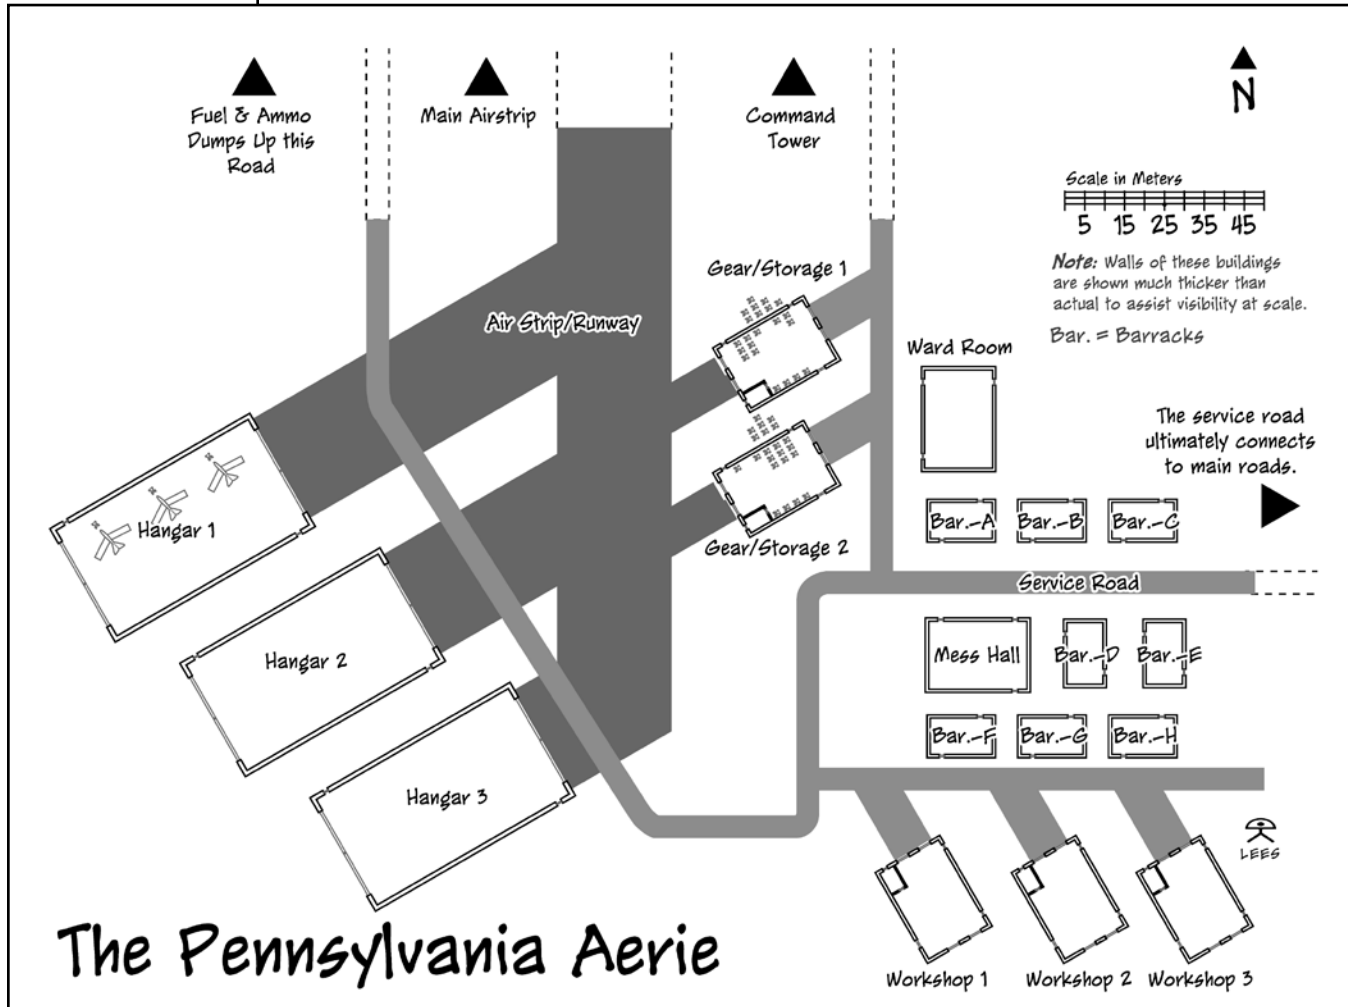 Fuel & Ammo
Dumps Up this
Road
Main Airstrip
Command
Tower
N
Scale in Meters
5 15 25 35 45
Note: Walls of these buildings
are shown much thicker than
actual to assist visibility at scale.
Bar. = Barracks
Gear/Storage 1
Air Strip/Runway
Ward Room
The service road
ultimately connects
to main roads.
Hangar 1
Bar.-A
Bar.-B
Bar.-C
Gear/Storage 2
Service Road
Hangar 2
Mess Hall
Bar.-D
Bar.-E
Bar.-F
Bar.-G
Bar.-H
Hangar 3
LEES
The Pennsylvania Aerie
Workshop 1
Workshop 2
Workshop 3